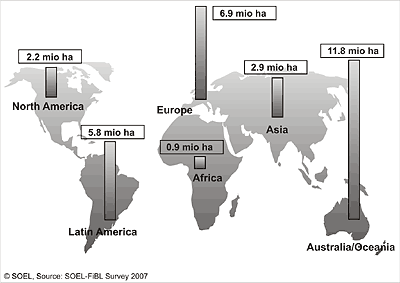 6.9 mio ha
2.2 mio ha
2.9 mio ha
11.8 mio ha
North America
Europe
Asia
5.8 mio ha
0.9 mio ha
Africa
Latin America
Australia/Oceania
© SOEL, Source: SOEL-FiBL Survey 2007